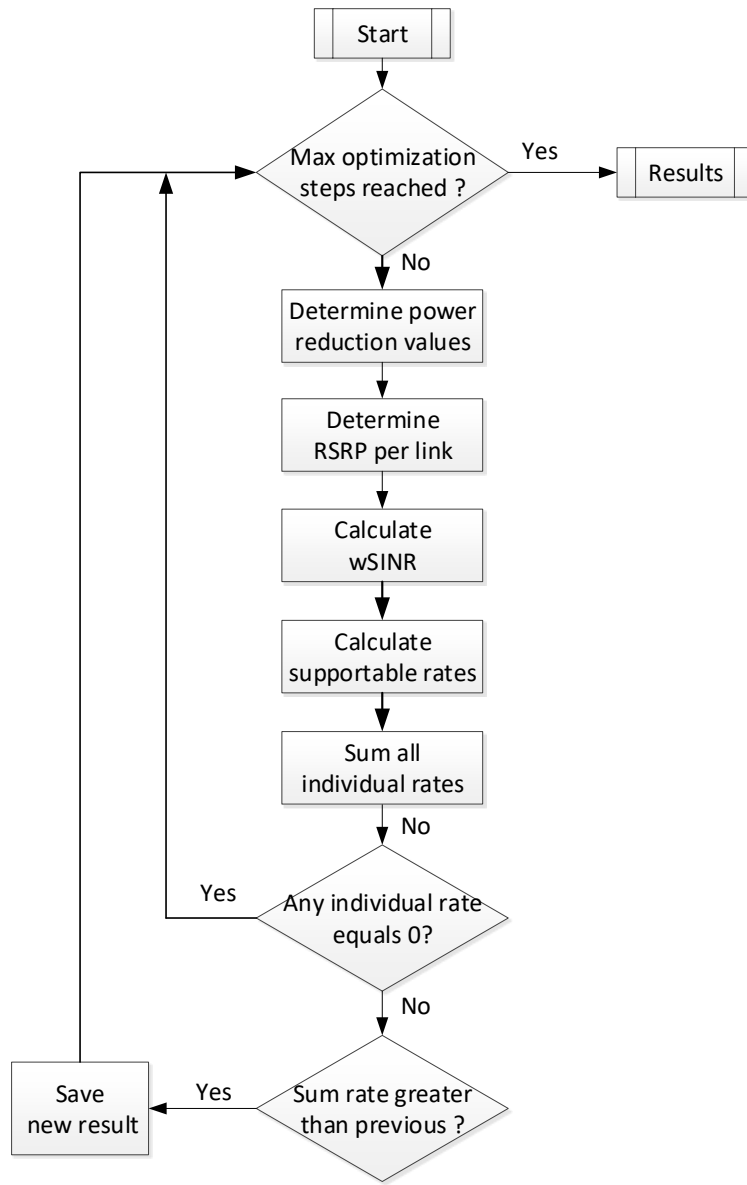 Start
Max optimization
steps reached ?
Yes
Results
No
Determine power
reduction values
Determine
RSRP per link
Calculate
wSINR
Calculate
supportable rates
Sum all
individual rates
No
Yes
Any individual rate
equals 0?
No
Save
new result
Yes
Sum rate greater
than previous ?